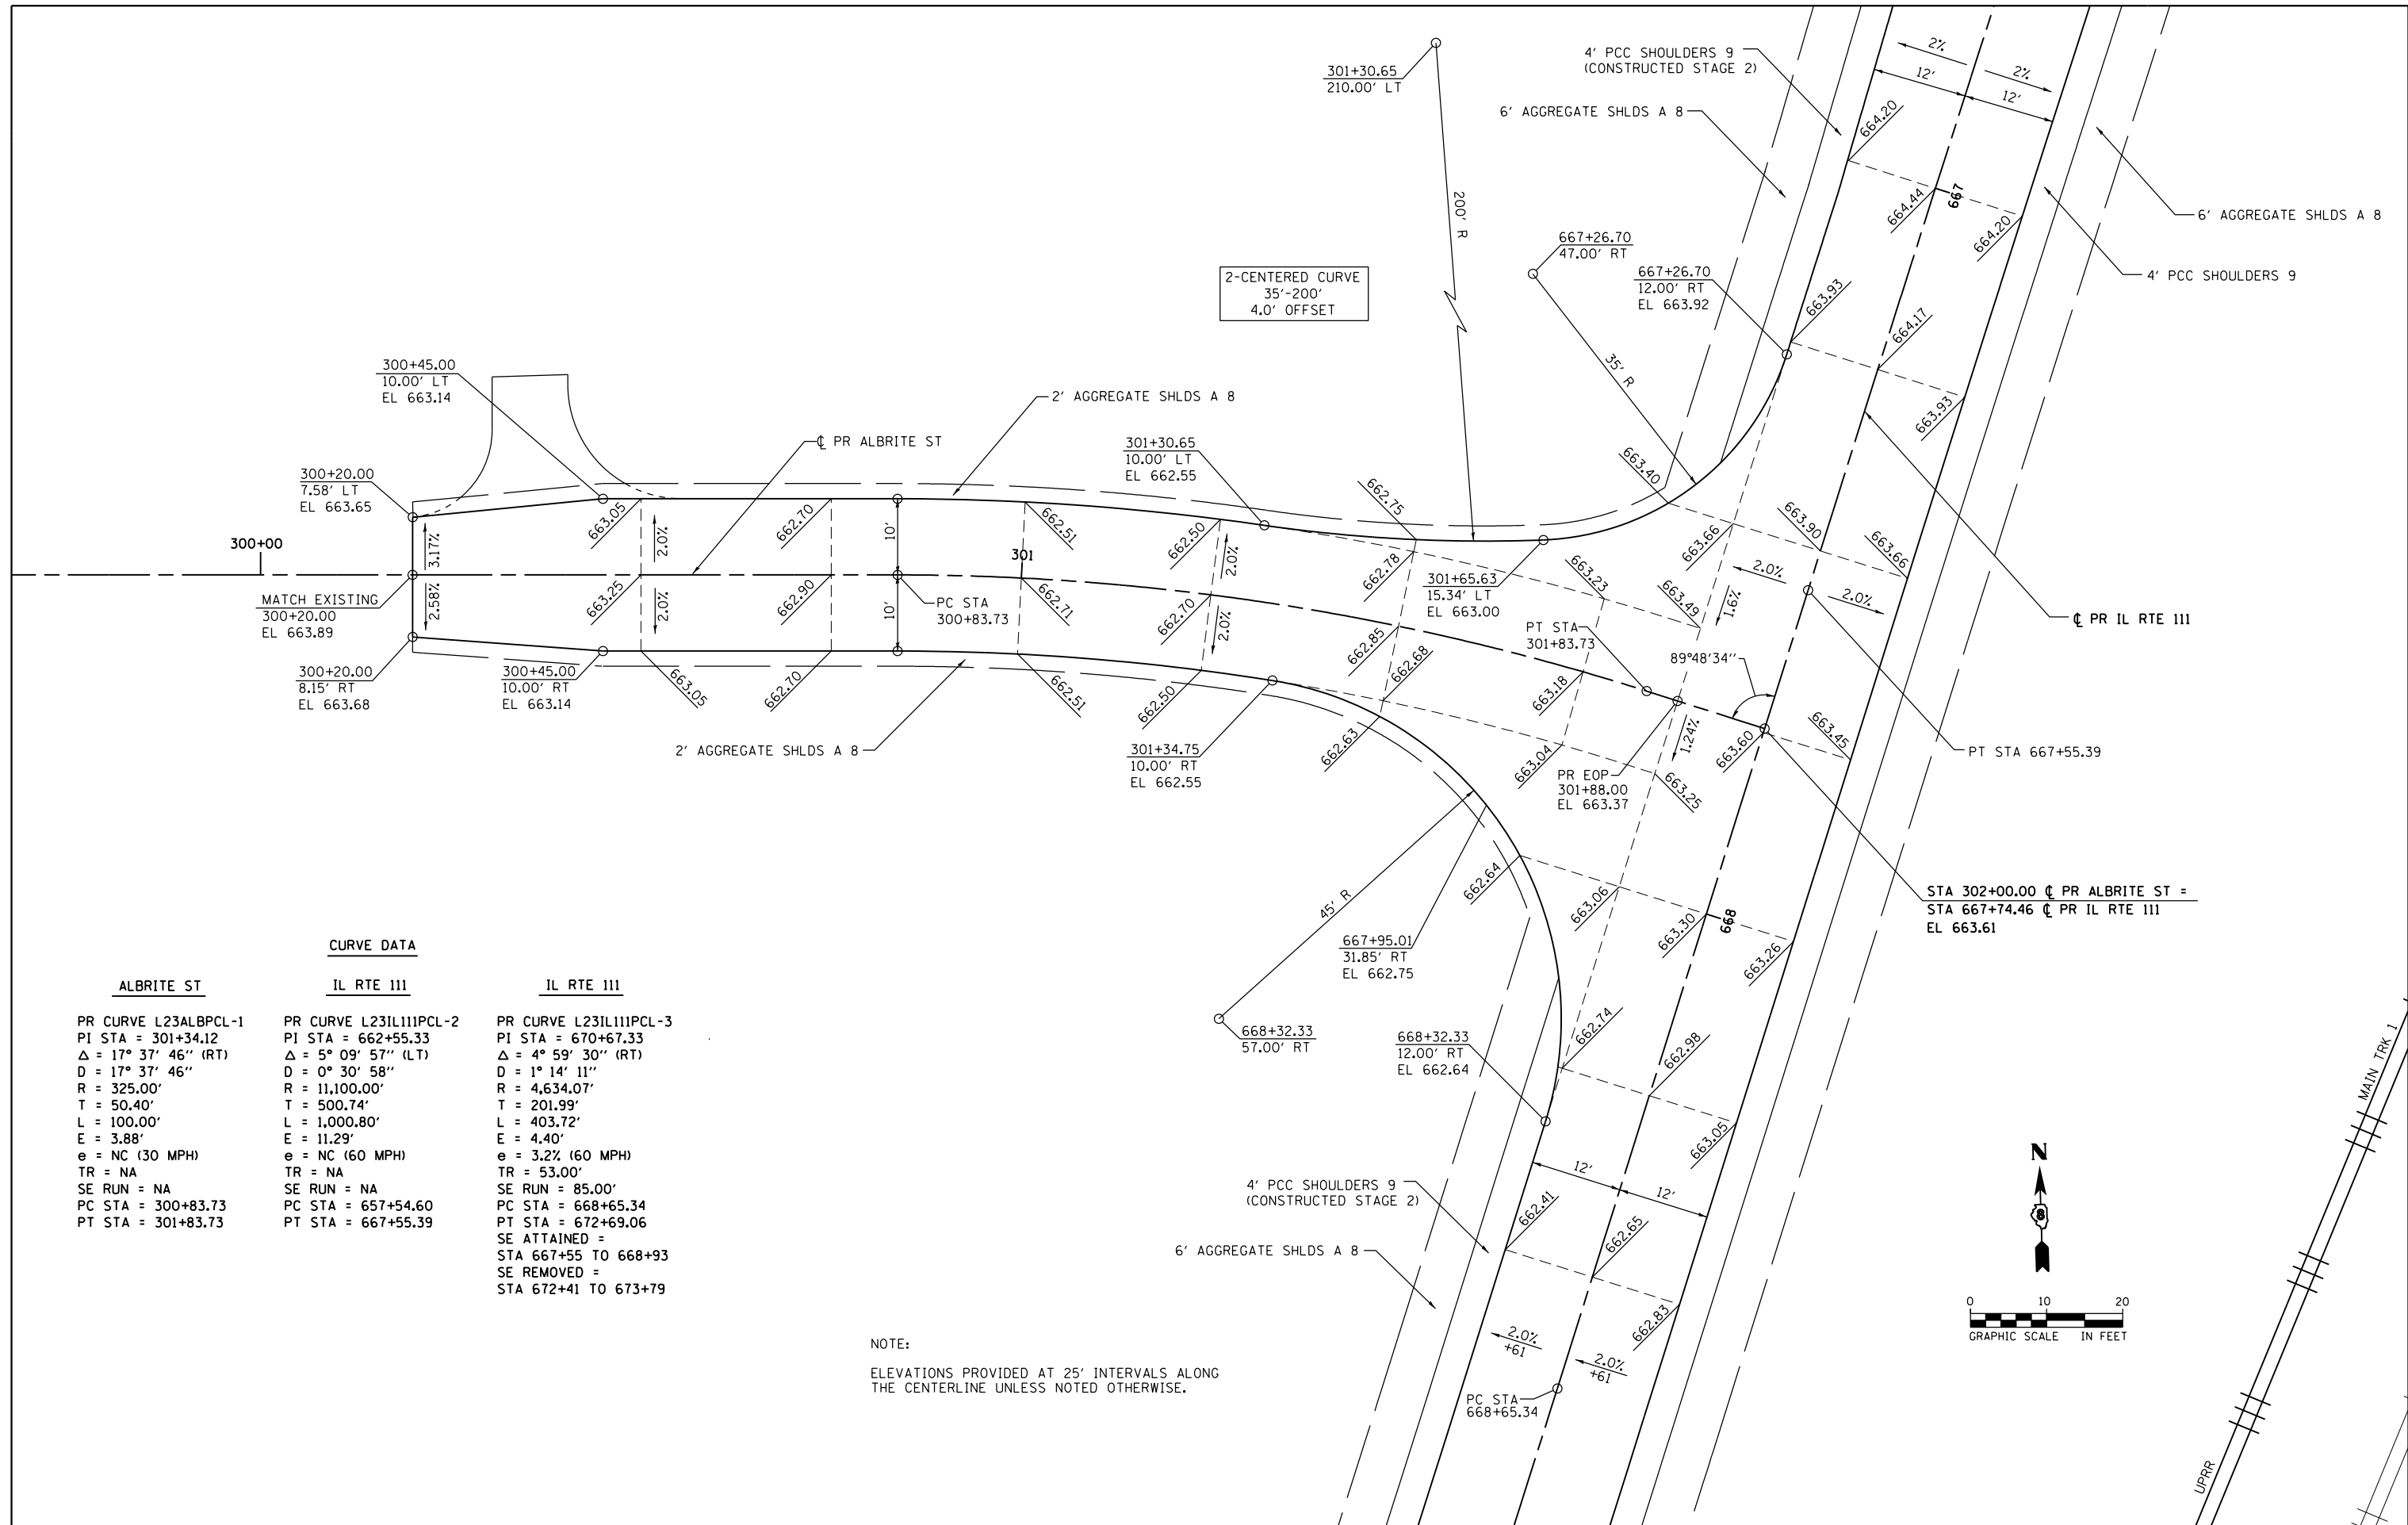 4' PCC SHOULDERS 9
(CONSTRUCTED STAGE 2)
6' AGGREGATE SHLDS A 8
301+30.65
210.00' LT
200' R
2%
2%
12'
12'
664.20
664.44
667
664.20
6' AGGREGATE SHLDS A 8
4' PCC SHOULDERS 9
667+26.70
47.00' RT
667+26.70
12.00' RT
EL 663.92
35' R
663.93
664.17
663.93
2-CENTERED CURVE
35'-200'
4.0' OFFSET
300+45.00
10.00' LT
EL 663.14
2' AGGREGATE SHLDS A 8
℄ PR ALBRITE ST
301+30.65
10.00' LT
EL 662.55
300+20.00
7.58' LT
EL 663.65
300+00
3.17%
2.58%
MATCH EXISTING
300+20.00
EL 663.89
300+20.00
8.15' RT
EL 663.68
300+45.00
10.00' RT
EL 663.14
663.05
2.0%
663.25
2.0%
663.05
662.70
662.90
662.70
10'
10'
PC STA
300+83.73
301
662.51
662.71
662.51
662.50
2.0%
662.70
2.0%
662.50
2' AGGREGATE SHLDS A 8
301+34.75
10.00' RT
EL 662.55
662.75
662.78
662.85
662.68
662.63
301+65.63
15.34' LT
EL 663.00
663.40
663.66
663.90
663.66
663.23
663.49
1.6%
2.0%
2.0%
663.18
663.04
PT STA
301+83.73
89°48'34''
℄ PR IL RTE 111
1.24%
663.60
663.45
PT STA 667+55.39
PR EOP
301+88.00
EL 663.37
663.25
STA 302+00.00 ℄ PR ALBRITE ST =
STA 667+74.46 ℄ PR IL RTE 111
EL 663.61
45' R
662.64
663.06
663.30
668
663.26
667+95.01
31.85' RT
EL 662.75
668+32.33
57.00' RT
668+32.33
12.00' RT
EL 662.64
662.74
662.98
663.05
12'
12'
4' PCC SHOULDERS 9
(CONSTRUCTED STAGE 2)
6' AGGREGATE SHLDS A 8
662.41
662.65
662.83
2.0%
+61
2.0%
+61
PC STA
668+65.34
CURVE DATA
ALBRITE ST
PR CURVE L23ALBPCL-1
PI STA = 301+34.12
Δ = 17° 37' 46'' (RT)
D = 17° 37' 46''
R = 325.00'
T = 50.40'
L = 100.00'
E = 3.88'
e = NC (30 MPH)
TR = NA
SE RUN = NA
PC STA = 300+83.73
PT STA = 301+83.73
IL RTE 111
PR CURVE L23IL111PCL-2
PI STA = 662+55.33
Δ = 5° 09' 57'' (LT)
D = 0° 30' 58''
R = 11,100.00'
T = 500.74'
L = 1,000.80'
E = 11.29'
e = NC (60 MPH)
TR = NA
SE RUN = NA
PC STA = 657+54.60
PT STA = 667+55.39
IL RTE 111
PR CURVE L23IL111PCL-3
PI STA = 670+67.33
Δ = 4° 59' 30'' (RT)
D = 1° 14' 11''
R = 4,634.07'
T = 201.99'
L = 403.72'
E = 4.40'
e = 3.2% (60 MPH)
TR = 53.00'
SE RUN = 85.00'
PC STA = 668+65.34
PT STA = 672+69.06
SE ATTAINED =
STA 667+55 TO 668+93
SE REMOVED =
STA 672+41 TO 673+79
NOTE:
ELEVATIONS PROVIDED AT 25' INTERVALS ALONG
THE CENTERLINE UNLESS NOTED OTHERWISE.
N
8
0 10 20
GRAPHIC SCALE IN FEET
MAIN TRK 1
UPRR